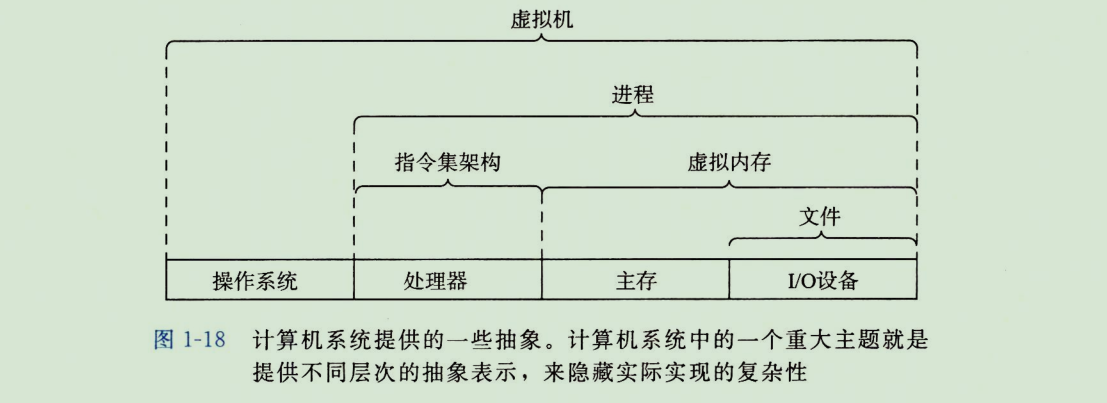 虚拟机
进程
指令集架构
虚拟内存
文件
操作系统
处理器
主存
I/O设备
图 1-18 计算机系统提供的一些抽象。计算机系统中的一个重大主题就是
提供不同层次的抽象表示，来隐藏实际实现的复杂性